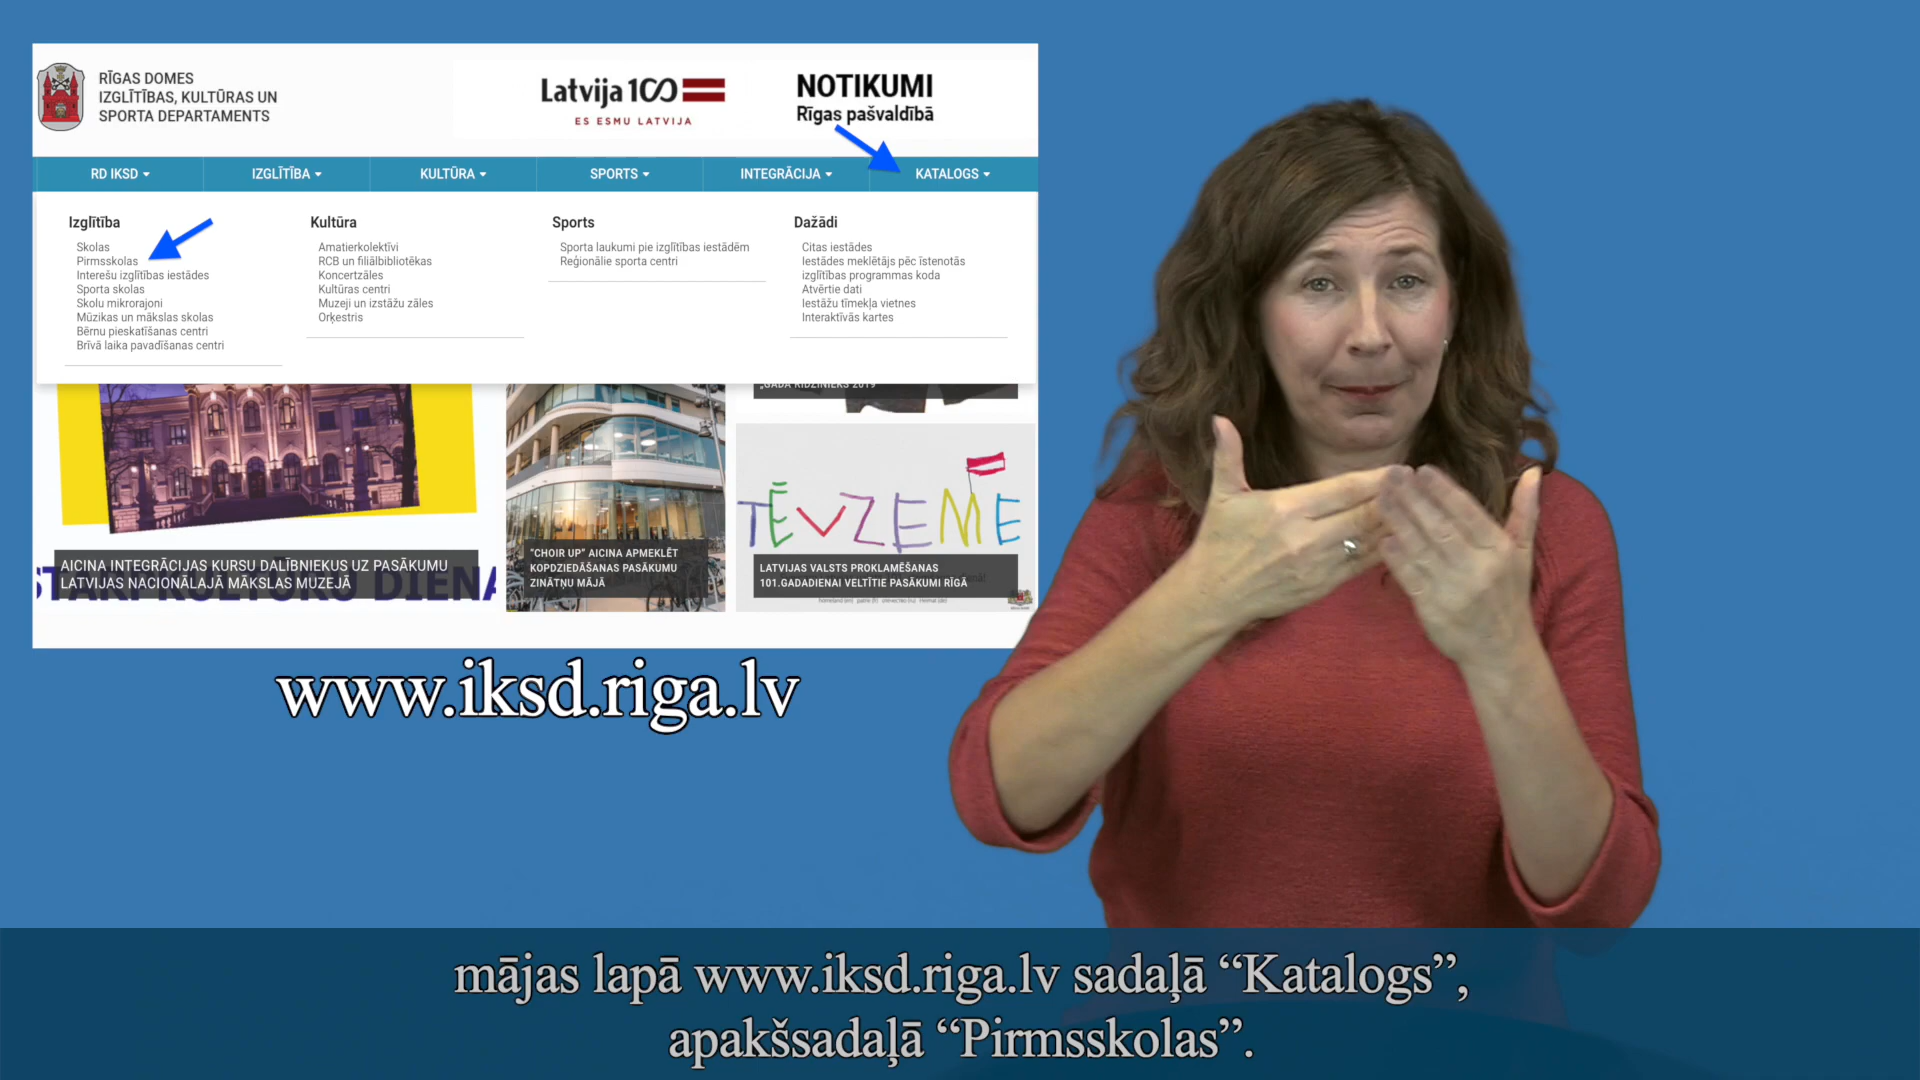 RĪGAS DOMES
IZGLĪTĪBAS, KULTŪRAS UN
SPORTA DEPARTAMENTS
Latvija 100
ES ESMU LATVIJA
NOTIKUMI
Rīgas pašvaldībā
RD IKSD
IZGLĪTĪBA
KULTŪRA
SPORTS
INTEGRĀCIJA
KATALOGS
Izglītība
Skolas
Pirmsskolas
Interešu izglītības iestādes
Sporta skolas
Skolu mikrorajoni
Mūzikas un mākslas skolas
Bērnu pieskatīšanas centri
Brīvā laika pavadīšanas centri
Kultūra
Amatierkolektīvi
RCB un filiālbibliotēkas
Koncertzāles
Kultūras centri
Muzeji un izstāžu zāles
Orķestris
Sports
Sporta laukumi pie izglītības iestādēm
Reģionālie sporta centri
Dažādi
Citas iestādes
Iestādes meklētājs pēc īstenotās
izglītības programmas koda
Atvērtie dati
Iestāžu tīmekļa vietnes
Interaktīvās kartes
AICINA INTEGRĀCIJAS KURSU DALĪBNIEKUS UZ PASĀKUMU
LATVIJAS NACIONĀLAJĀ MĀKSLAS MUZEJĀ
"CHOIR UP" AICINA APMEKLĒT
KOPDZIEDĀŠANAS PASĀKUMU
ZINĀTŅU MĀJĀ
„GADA RĪDZINIEKS 2019"
TĒVZEME
LATVIJAS VALSTS PROKLAMĒŠANAS
101.GADADIENAI VELTĪTIE PASĀKUMI RĪGĀ
www.iksd.riga.lv
mājas lapā www.iksd.riga.lv sadaļā “Katalogs”,
apakšsadaļā “Pirmsskolas”.